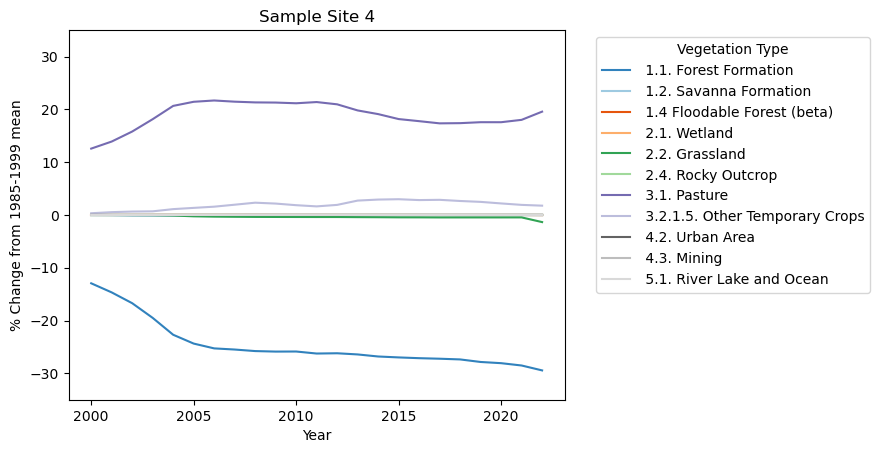 Sample Site 4
% Change from 1985-1999 mean
30
20
10
0
−10
−20
−30
2000
2005
2010
2015
2020
Year
Vegetation Type
1.1. Forest Formation
1.2. Savanna Formation
1.4 Floodable Forest (beta)
2.1. Wetland
2.2. Grassland
2.4. Rocky Outcrop
3.1. Pasture
3.2.1.5. Other Temporary Crops
4.2. Urban Area
4.3. Mining
5.1. River Lake and Ocean